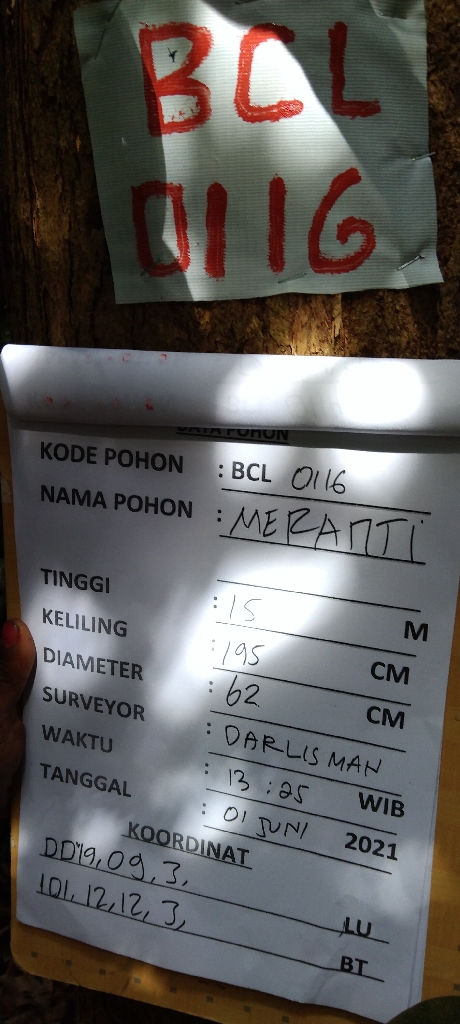 BCL
0116
DATA POHON
KODE POHON : BCL 0116
NAMA POHON : MERANTI
TINGGI : 15 M
KELILING : 195 CM
DIAMETER : 62 CM
SURVEYOR : DARLISMAN
WAKTU : 13:25 WIB
TANGGAL : 01 JUNI 2021
KOORDINAT
09, 3, LU
101, 12, 12, 3, BT